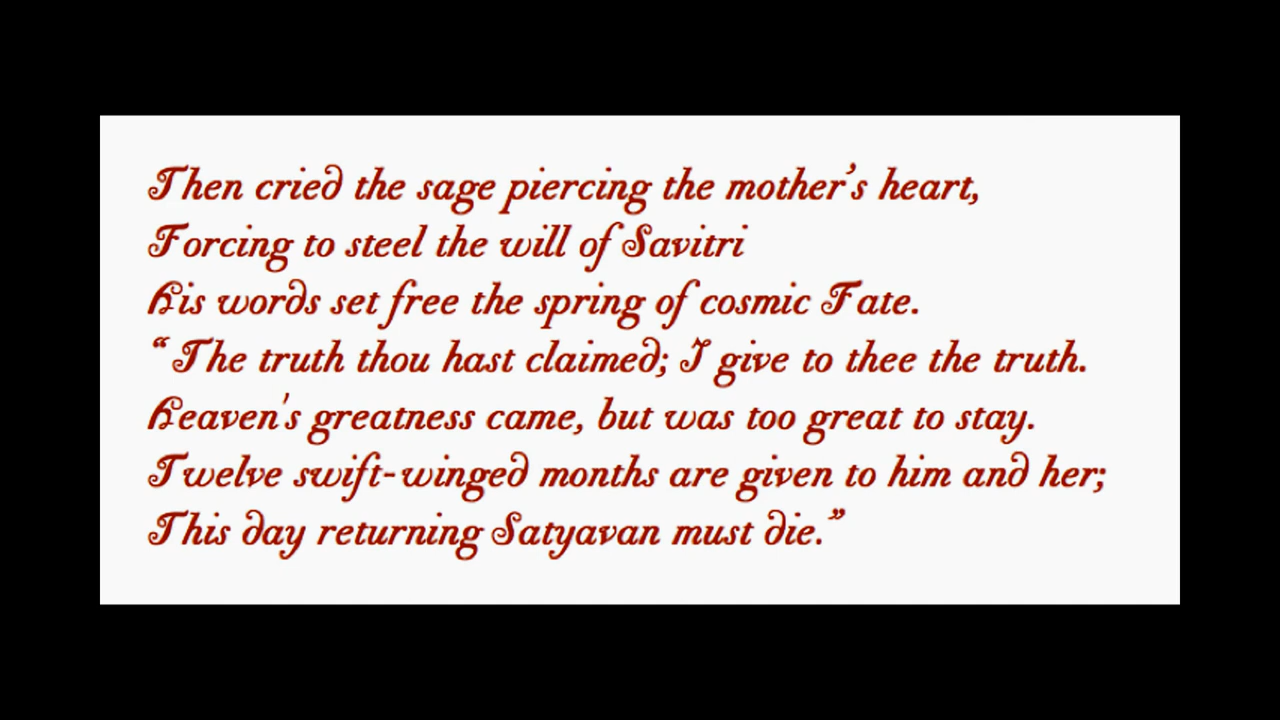 Then cried the sage piercing the mother’s heart,
Forcing to steel the will of Savitri
His words set free the spring of cosmic Fate.
“The truth thou hast claimed; I give to thee the truth.
Heaven's greatness came, but was too great to stay.
Twelve swift-winged months are given to him and her;
This day returning Satyavan must die.”